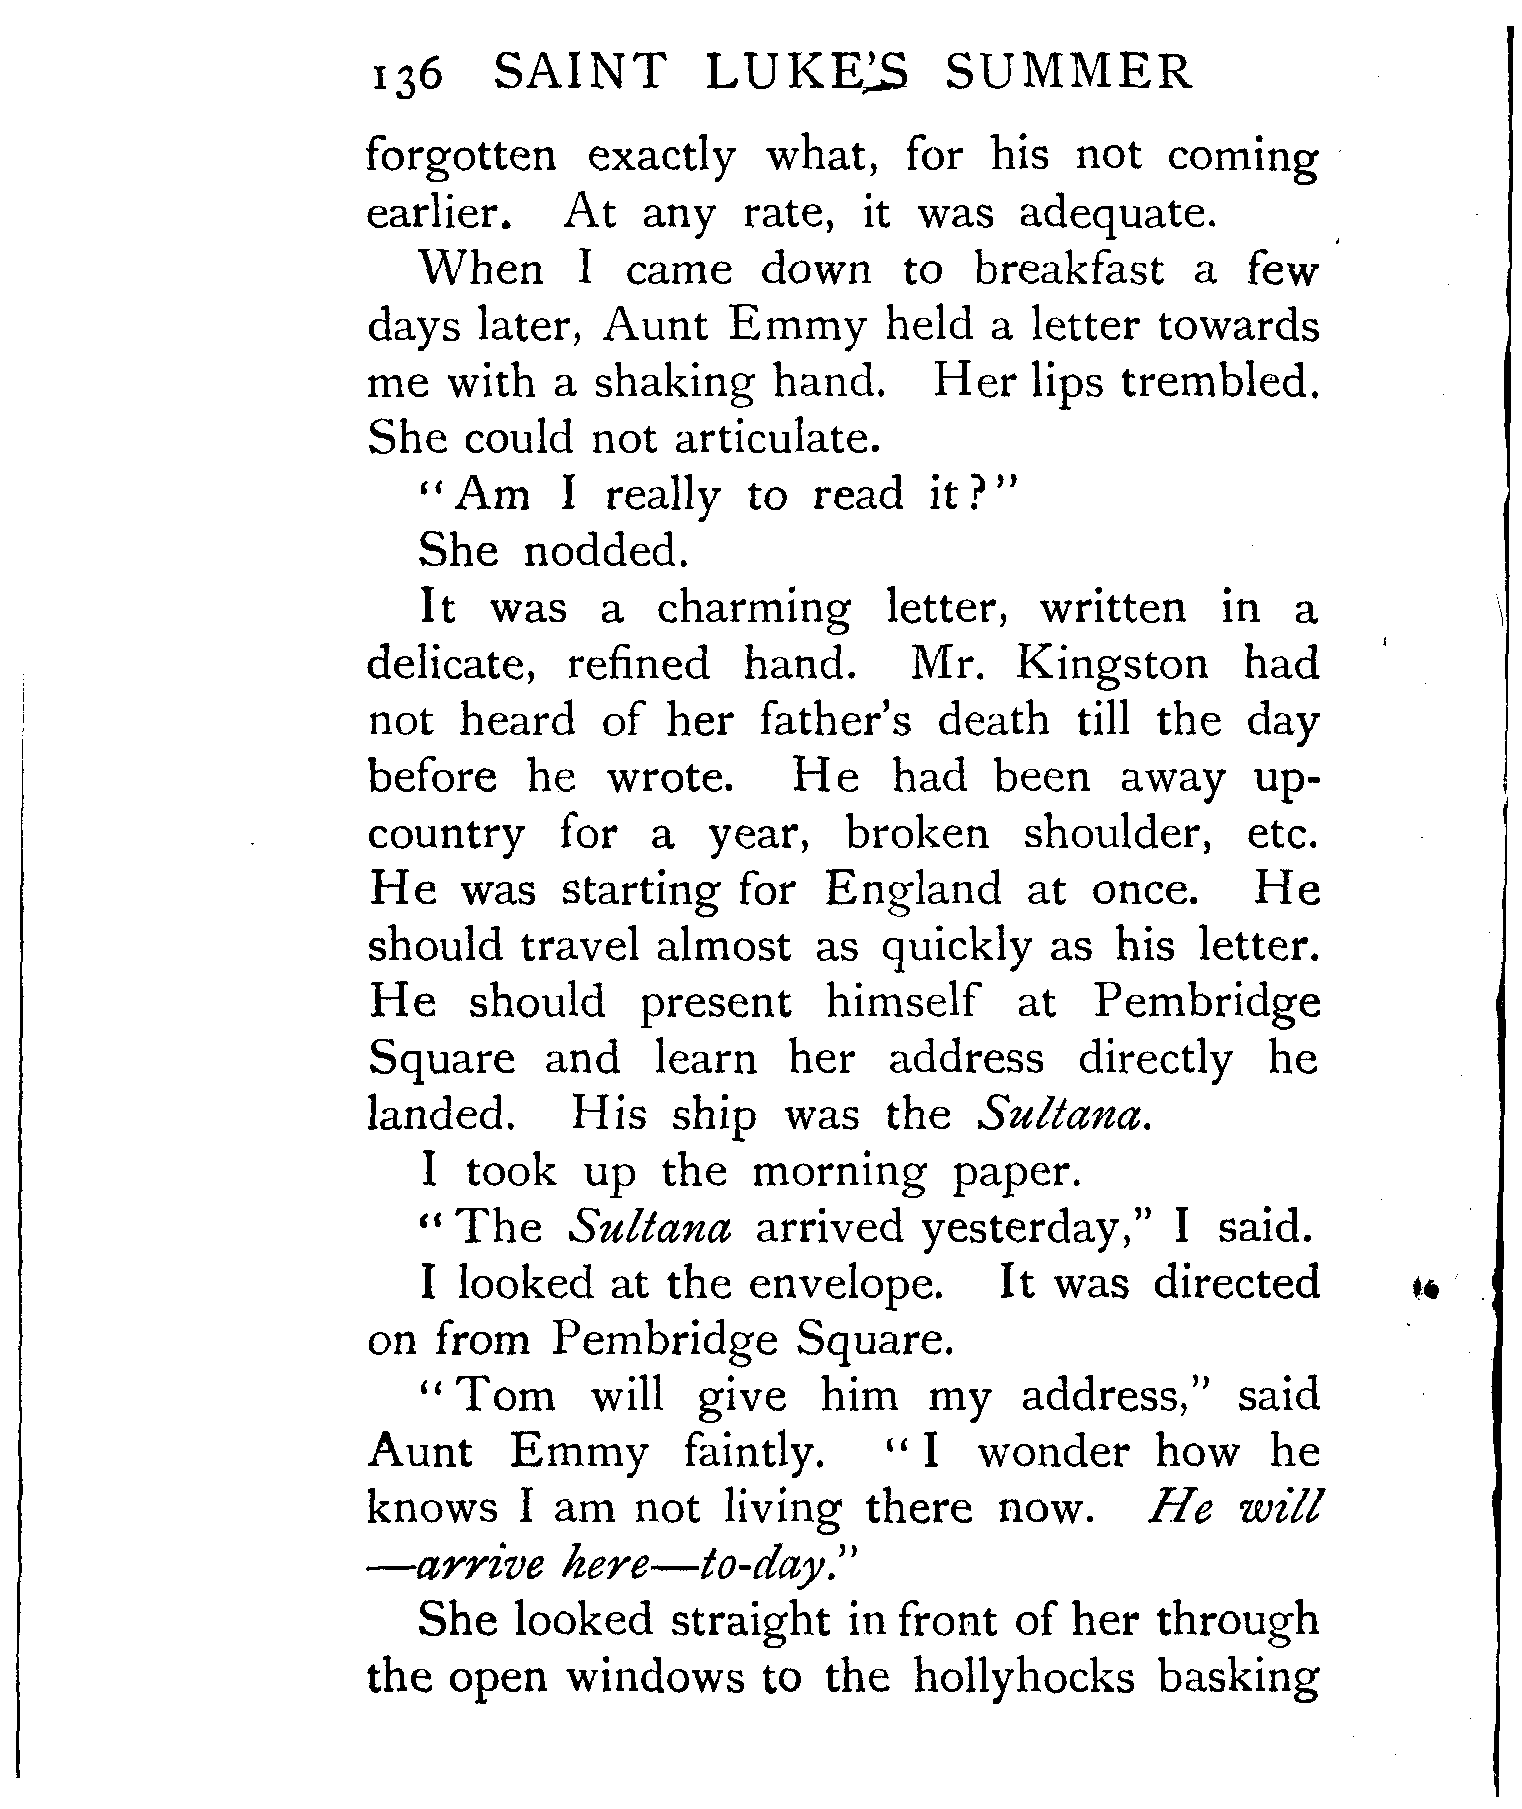 136 SAINT LUKE'S SUMMER
forgotten exactly what, for his not coming
earlier. At any rate, it was adequate.
When I came down to breakfast a few
days later, Aunt Emmy held a letter towards
me with a shaking hand. Her lips trembled.
She could not articulate.
"Am I really to read it?"
She nodded.
It was a charming letter, written in a
delicate, refined hand. Mr. Kingston had
not heard of her father's death till the day
before he wrote. He had been away up-
country for a year, broken shoulder, etc.
He was starting for England at once. He
should travel almost as quickly as his letter.
He should present himself at Pembridge
Square and learn her address directly he
landed. His ship was the Sultana.
I took up the morning paper.
"The Sultana arrived yesterday," I said.
I looked at the envelope. It was directed
on from Pembridge Square.
"Tom will give him my address," said
Aunt Emmy faintly. "I wonder how he
knows I am not living there now. He will
—arrive here—to-day."
She looked straight in front of her through
the open windows to the hollyhocks basking